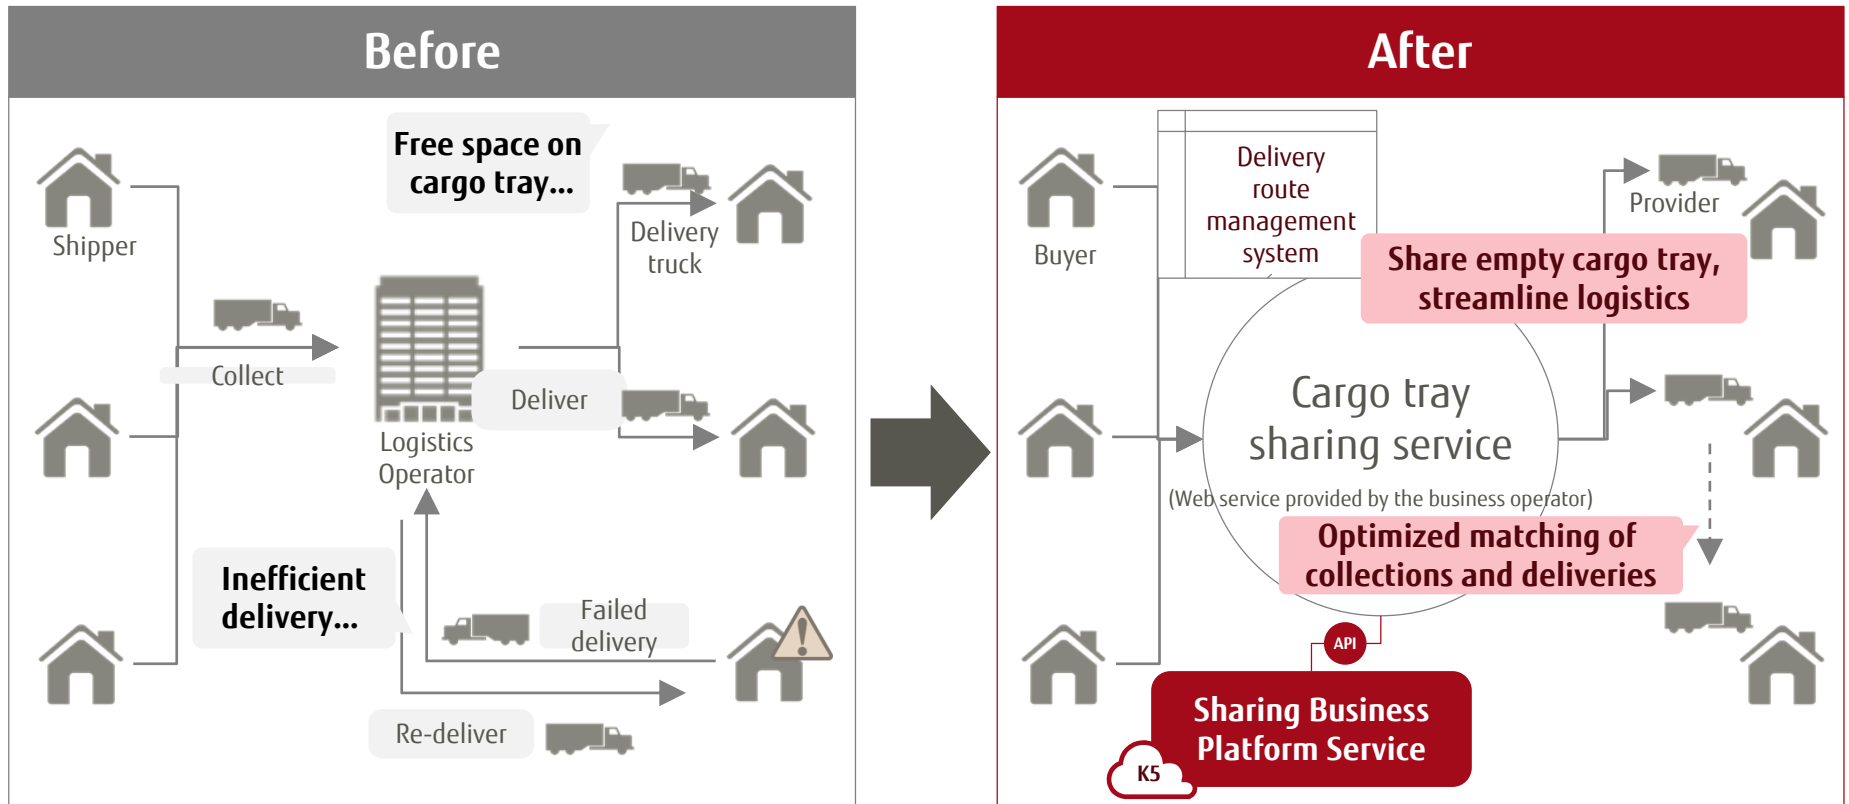 Before
Free space on
cargo tray...
Shipper
Delivery
truck
Collect
Deliver
Logistics
Operator
Inefficient
delivery...
Failed
delivery
Re-deliver
After
Delivery
route
management
system
Provider
Buyer
Share empty cargo tray,
streamline logistics
Cargo tray
sharing service
(Web service provided by the business operator)
Optimized matching of
collections and deliveries
API
Sharing Business
Platform Service
K5